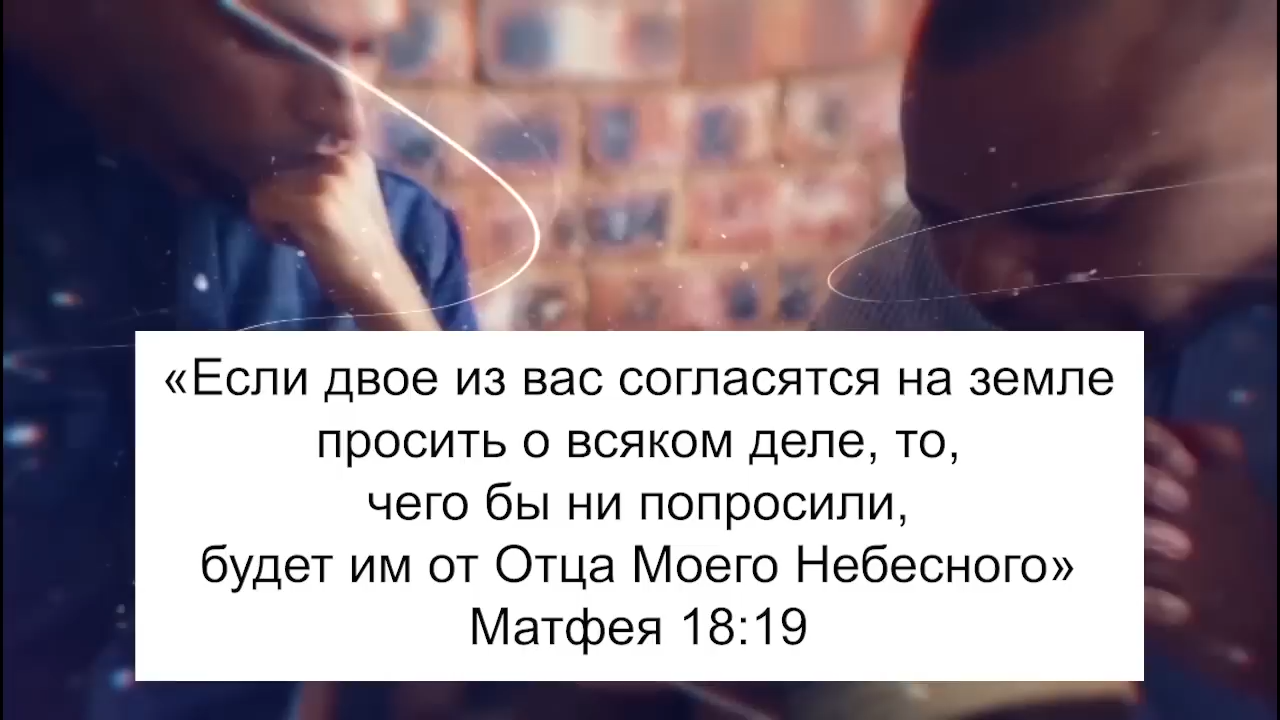 «Если двое из вас согласятся на земле
просить о всяком деле, то,
чего бы ни попросили,
будет им от Отца Моего Небесного»
Матфея 18:19